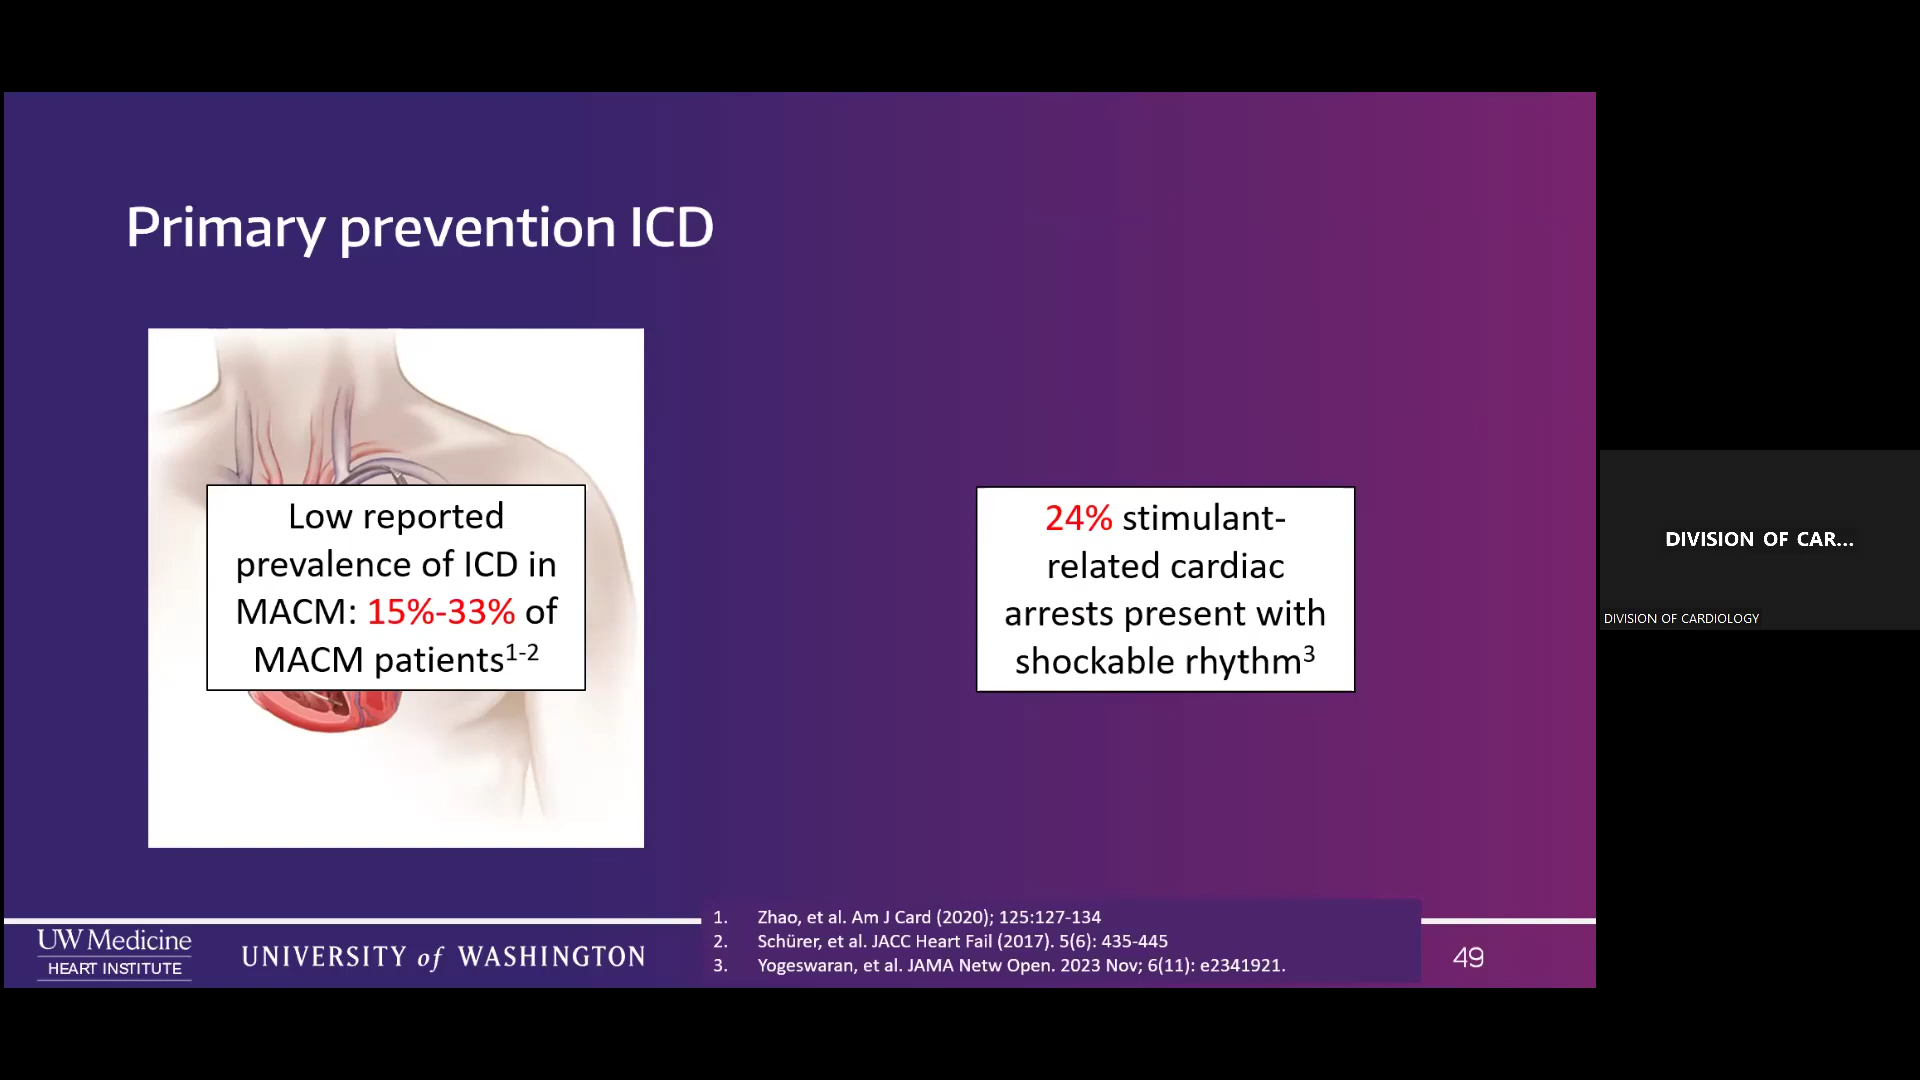 Primary prevention ICD
Low reported
prevalence of ICD in
MACM: 15%-33% of
MACM patients1-2
24% stimulant-
related cardiac
arrests present with
shockable rhythm3
DIVISION OF CAR...
DIVISION OF CARDIOLOGY
1. Zhao, et al. Am J Card (2020); 125:127-134
2. Schürer, et al. JACC Heart Fail (2017). 5(6): 435-445
3. Yogeswaran, et al. JAMA Netw Open. 2023 Nov; 6(11): e2341921.
UW Medicine
HEART INSTITUTE
UNIVERSITY of WASHINGTON
49